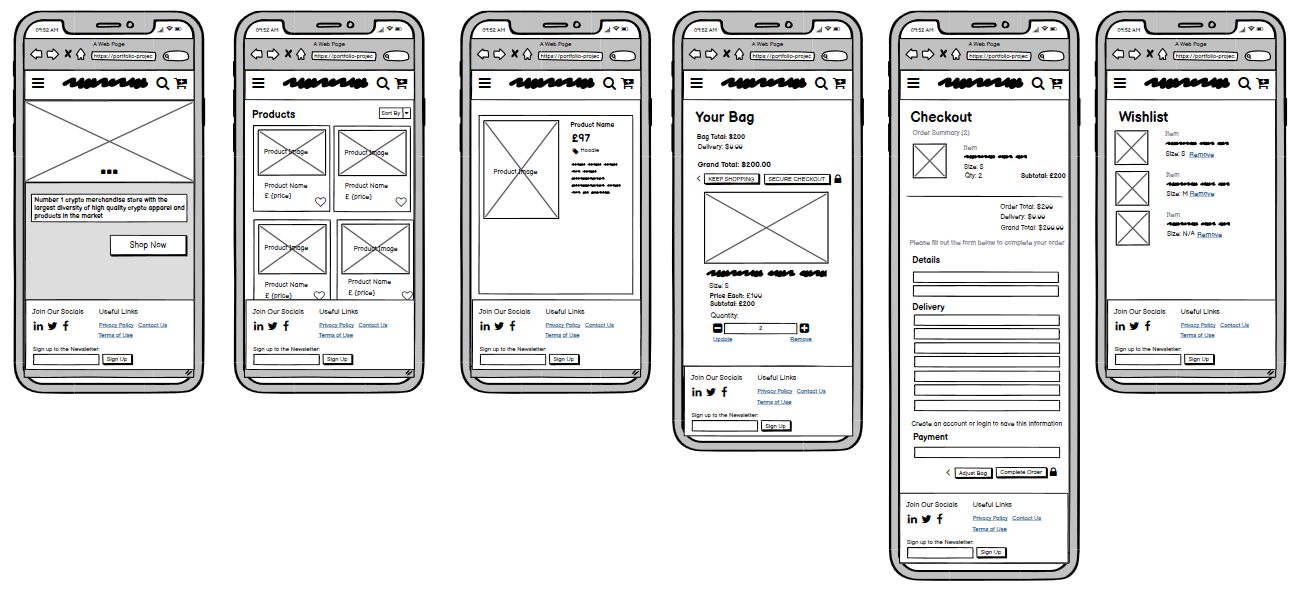 09:52 AM
A Web Page
https://portfolio-projec
Number 1 crypto merchandise store with the
largest diversity of high quality crypto apparel and
products in the market
Shop Now
Join Our Socials Useful Links
Privacy Policy Contact Us
Terms of Use
Sign up to the Newsletter:
Sign Up
09:52 AM
A Web Page
https://portfolio-projec
Products Sort By
Product Image Product Image
Product Name Product Name
£ {price} £ {price}
Product Image Product Image
Product Name Product Name
£ {price} £ {price}
Join Our Socials Useful Links
Privacy Policy Contact Us
Terms of Use
Sign up to the Newsletter:
Sign Up
09:52 AM
A Web Page
https://portfolio-projec
Product Name
£97
Hoodie
Product Image
Join Our Socials Useful Links
Privacy Policy Contact Us
Terms of Use
Sign up to the Newsletter:
Sign Up
09:52 AM
A Web Page
https://portfolio-projec
Your Bag
Bag Total: $200
Delivery: $0.00
Grand Total: $200.00
KEEP SHOPPING SECURE CHECKOUT
Size: S
Price Each: £100
Subtotal: £200
Quantity:
2
Update Remove
Join Our Socials Useful Links
Privacy Policy Contact Us
Terms of Use
Sign up to the Newsletter:
Sign Up
09:52 AM
A Web Page
https://portfolio-projec
Checkout
Order Summary (2)
Item
Size: S
Qty: 2 Subtotal: £200
Order Total: $200
Delivery: $0.00
Grand Total: $200.00
Please fill out the form below to complete your order
Details
Delivery
Create an account or login to save this information
Payment
Adjust Bag Complete Order
Join Our Socials Useful Links
Privacy Policy Contact Us
Terms of Use
Sign up to the Newsletter:
Sign Up
09:52 AM
A Web Page
https://portfolio-projec
Wishlist
Item
Size: S Remove
Item
Size: M Remove
Item
Size: N/A Remove
Join Our Socials Useful Links
Privacy Policy Contact Us
Terms of Use
Sign up to the Newsletter:
Sign Up